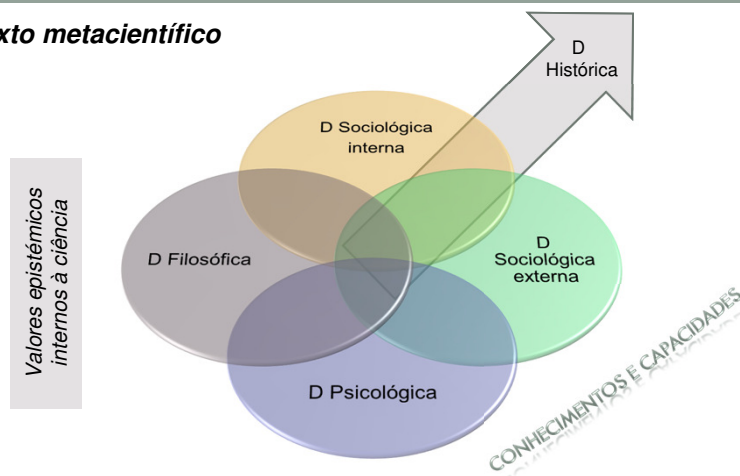 xto metacientífico
D
Histórica
D Sociológica
interna
Valores epistémicos
internos à ciência
D Filosófica
D
Sociológica
externa
D Psicológica
CONHECIMENTOS E CAPACIDADES